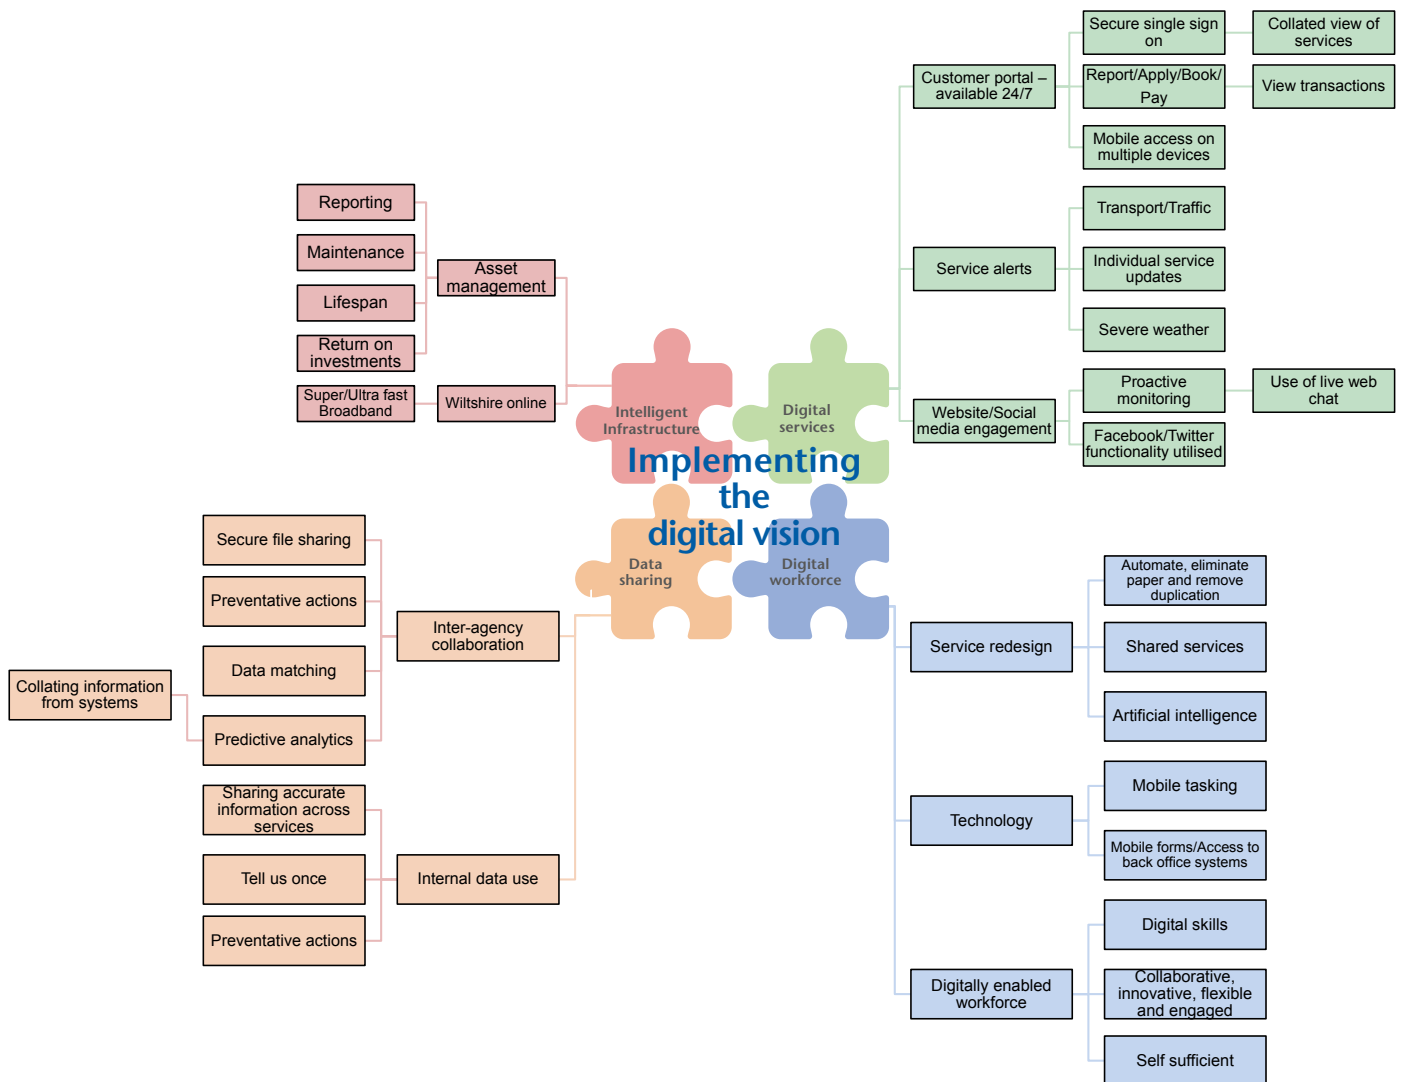 Secure single sign
on
Collated view of
services
Customer portal –
available 24/7
Report/Apply/Book/
Pay
View transactions
Mobile access on
multiple devices
Transport/Traffic
Service alerts
Individual service
updates
Severe weather
Website/Social
media engagement
Proactive
monitoring
Use of live web
chat
Facebook/Twitter
functionality utilised
Reporting
Maintenance
Asset
management
Lifespan
Return on
investments
Super/Ultra fast
Broadband
Wiltshire online
Intelligent
Infrastructure
Digital
services
Implementing
the
digital vision
Data
sharing
Digital
workforce
Secure file sharing
Preventative actions
Inter-agency
collaboration
Data matching
Collating information
from systems
Predictive analytics
Sharing accurate
information across
services
Tell us once
Internal data use
Preventative actions
Automate, eliminate
paper and remove
duplication
Service redesign
Shared services
Artificial intelligence
Mobile tasking
Technology
Mobile forms/Access to
back office systems
Digital skills
Digitally enabled
workforce
Collaborative,
innovative, flexible
and engaged
Self sufficient